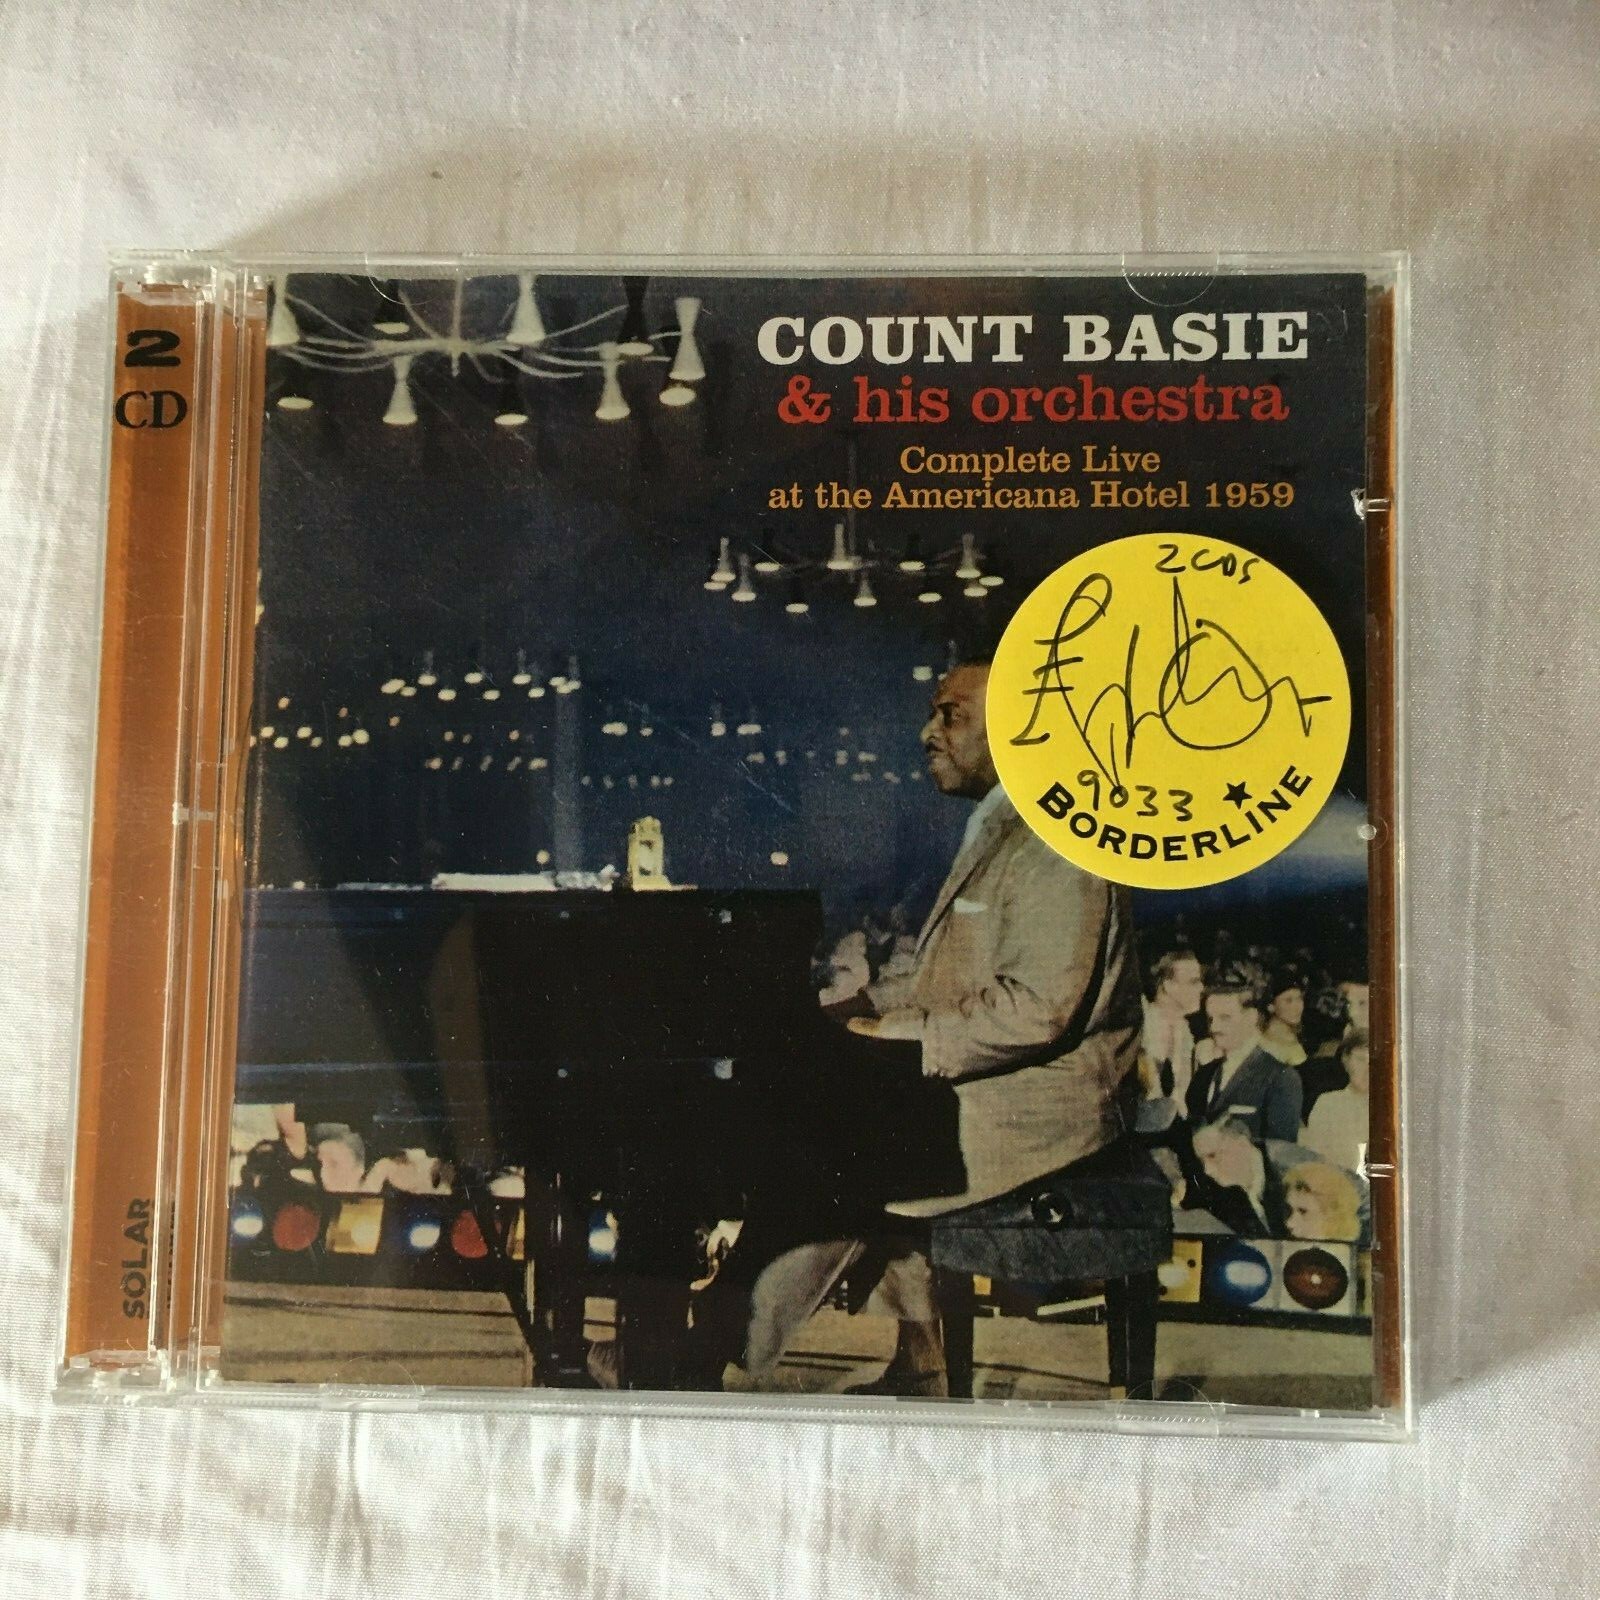 2
CD
COUNT BASIE
& his orchestra
Complete Live
at the Americana Hotel 1959
2CDS
9033
BORDERLINE
SOLAR